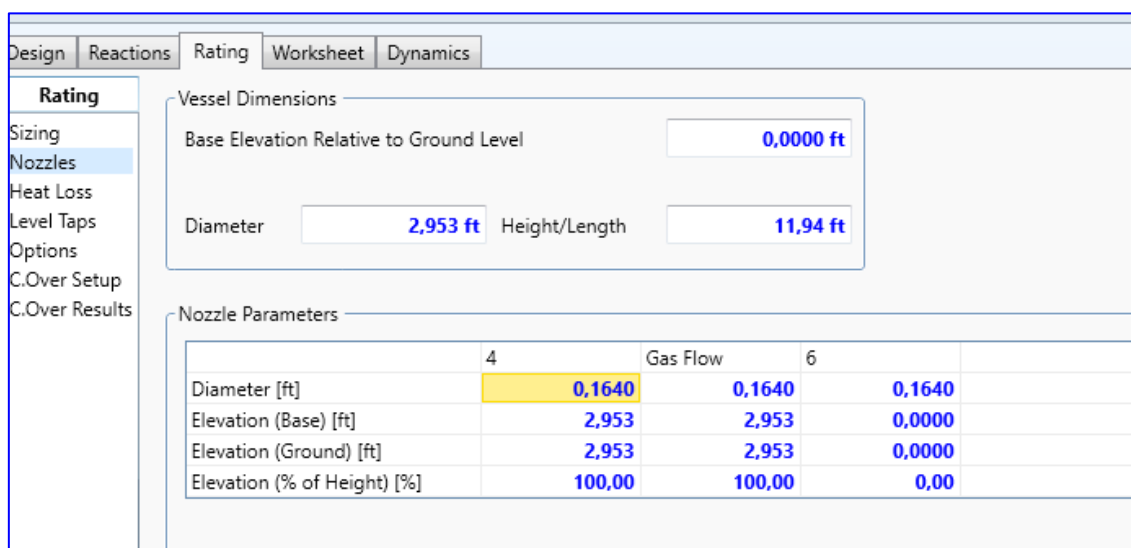 Design Reactions Rating Worksheet Dynamics
Rating
Sizing
Nozzles
Heat Loss
Level Taps
Options
C.Over Setup
C.Over Results
Vessel Dimensions
Base Elevation Relative to Ground Level 0,0000 ft
Diameter 2,953 ft Height/Length 11,94 ft
Nozzle Parameters
4 Gas Flow 6
Diameter [ft] 0,1640 0,1640 0,1640
Elevation (Base) [ft] 2,953 2,953 0,0000
Elevation (Ground) [ft] 2,953 2,953 0,0000
Elevation (% of Height) [%] 100,00 100,00 0,00